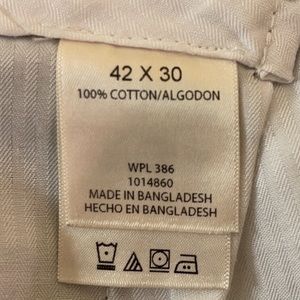 42 X 30
100% COTTON/ALGODON
WPL 386
1014860
MADE IN BANGLADESH
HECHO EN BANGLADESH